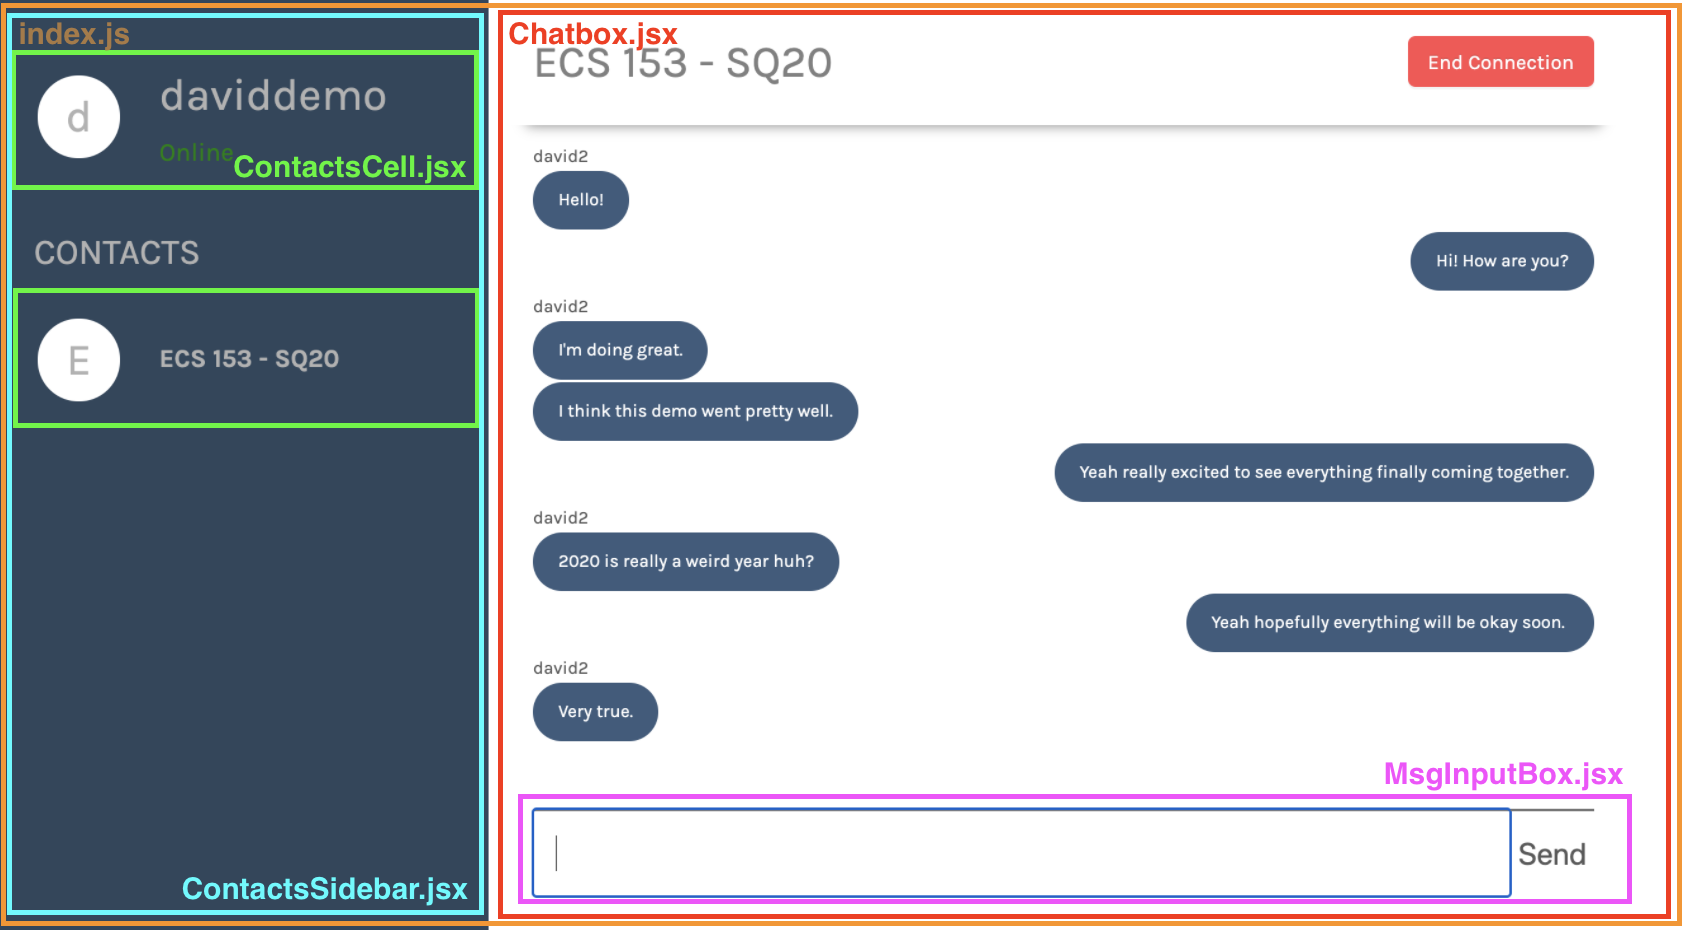 index.js
d
daviddemo
Online
ContactsCell.jsx
CONTACTS
E
ECS 153 - SQ20
ContactsSidebar.jsx
Chatbox.jsx
ECS 153 - SQ20
End Connection
david2
Hello!
Hi! How are you?
david2
I'm doing great.
I think this demo went pretty well.
Yeah really excited to see everything finally coming together.
david2
2020 is really a weird year huh?
Yeah hopefully everything will be okay soon.
david2
Very true.
MsgInputBox.jsx
Send